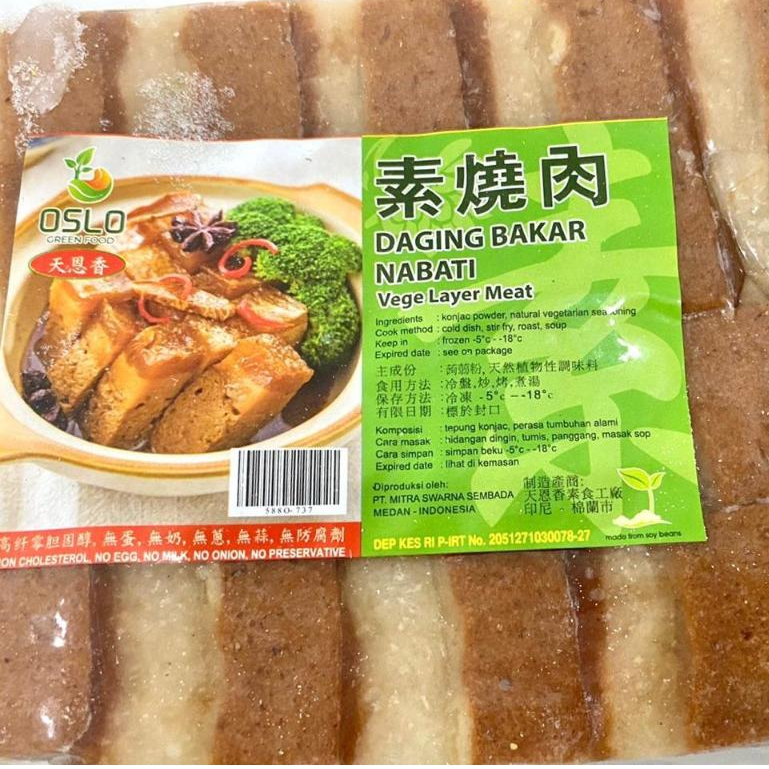 OSLO
GREEN FOOD
天恩香
5880-737
高纤零胆固醇, 無蛋, 無奶, 無蔥, 無蒜, 無防腐劑
NON CHOLESTEROL, NO EGG, NO MILK, NO ONION, NO PRESERVATIVE
素燒肉
DAGING BAKAR
NABATI
Vege Layer Meat
Ingredients : konjac powder, natural vegetarian seasoning
Cook method : cold dish, stir fry, roast, soup
Keep in : frozen -5°c - -18°c
Expired date : see on package
主成份 : 蒟蒻粉, 天然植物性調味料
食用方法 : 冷盤, 炒, 烤, 煮湯
保存方法 : 冷凍 -5°c – -18°c
有限日期 : 標於封口
Komposisi : tepung konjac, perasa tumbuhan alami
Cara masak : hidangan dingin, tumis, panggang, masak sop
Cara simpan : simpan beku -5°c - -18°c
Expired date : lihat di kemasan
Diproduksi oleh:
PT. MITRA SWARNA SEMBADA
MEDAN - INDONESIA
制造產商:
天恩香素食工廠
印尼 - 棉蘭市
DEP KES RI P-IRT No. 2051271030078-27
made from soy beans